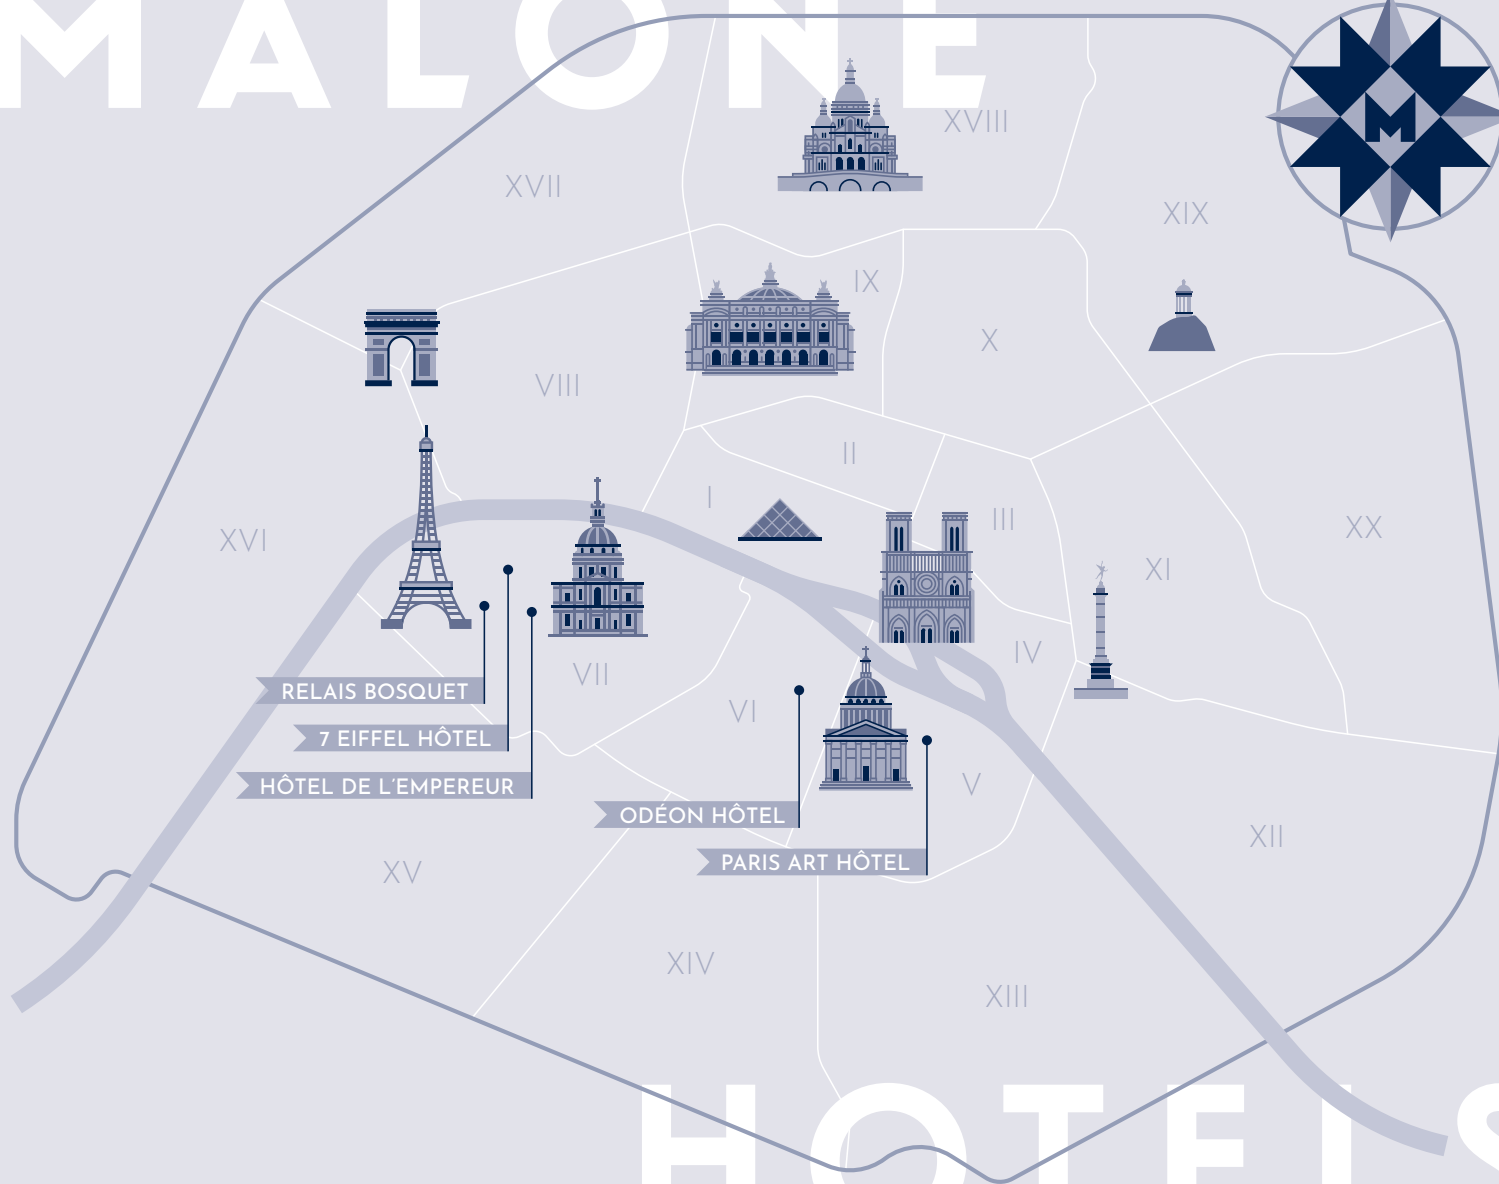 MALONE
M
XVIII
XVII
XIX
IX
X
VIII
II
I
III
XX
XVI
XI
IV
VII
RELAIS BOSQUET
VI
7 EIFFEL HÔTEL
HÔTEL DE L'EMPEREUR
V
ODÉON HÔTEL
XII
PARIS ART HÔTEL
XV
XIV
XIII
HOTELS